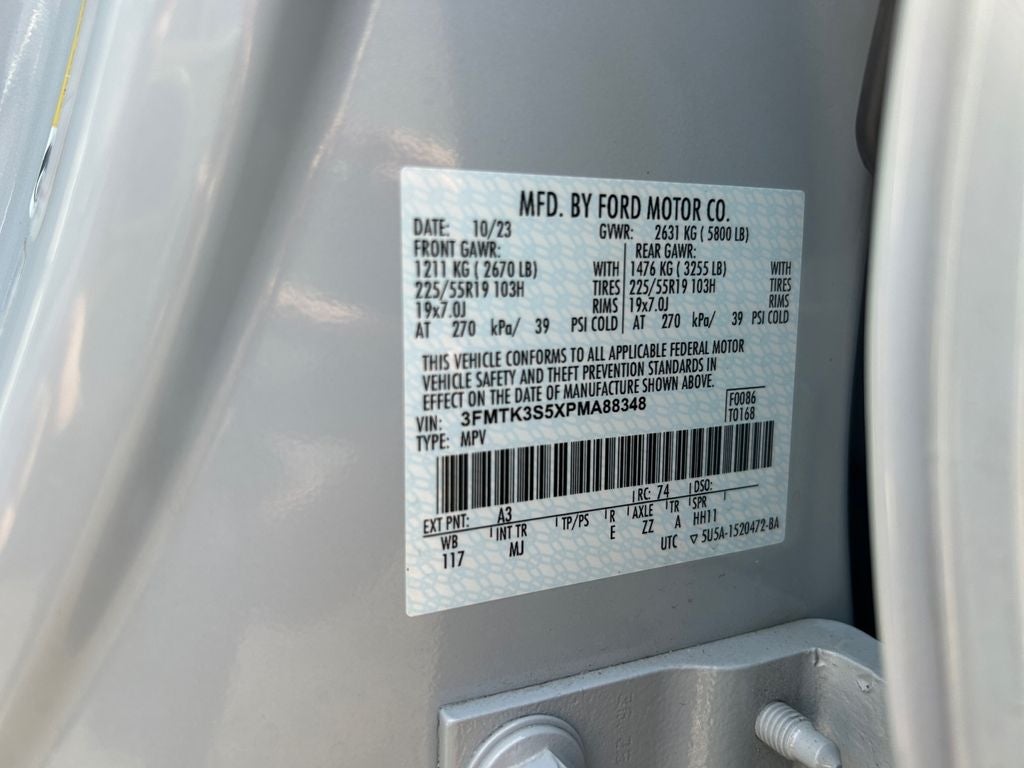 MFD. BY FORD MOTOR CO.
DATE: 10/23 GVWR: 2631 KG ( 5800 LB)
FRONT GAWR: REAR GAWR:
1211 KG ( 2670 LB) WITH 1476 KG ( 3255 LB) WITH
225/55R19 103H TIRES 225/55R19 103H TIRES
19x7.0J RIMS 19x7.0J RIMS
AT 270 kPa/ 39 PSI COLD AT 270 kPa/ 39 PSI COLD
THIS VEHICLE CONFORMS TO ALL APPLICABLE FEDERAL MOTOR
VEHICLE SAFETY AND THEFT PREVENTION STANDARDS IN
EFFECT ON THE DATE OF MANUFACTURE SHOWN ABOVE.
VIN: 3FMTK3S5XPMA88348 F0086
TYPE: MPV T0168
EXT PNT: A3 RC: 74 DSO:
WB INT TR TP/PS R AXLE TR SPR
117 MJ E ZZ A HH11
UTC ▽ 5U5A-1520472-BA